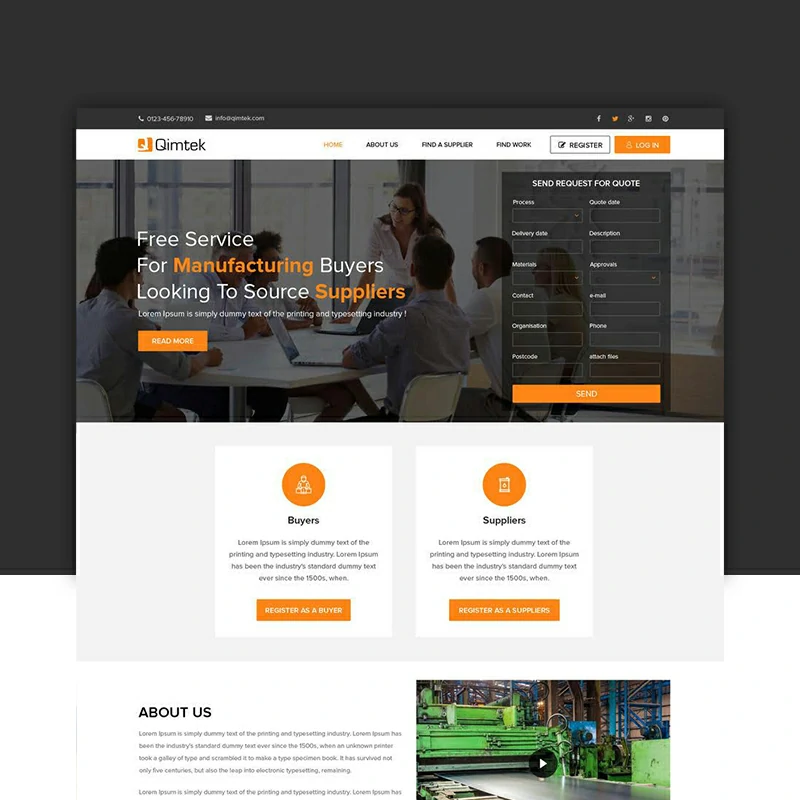 0123-456-78910 info@qimtek.com
Qimtek
HOME ABOUT US FIND A SUPPLIER FIND WORK REGISTER LOG IN
Free Service
For Manufacturing Buyers
Looking To Source Suppliers
Lorem Ipsum is simply dummy text of the printing and typesetting industry !
READ MORE
SEND REQUEST FOR QUOTE
Process Quote date
Delivery date Description
Materials Approvals
Contact e-mail
Organisation Phone
Postcode attach files
SEND
Buyers
Lorem Ipsum is simply dummy text of the
printing and typesetting industry. Lorem Ipsum
has been the industry's standard dummy text
ever since the 1500s, when.
REGISTER AS A BUYER
Suppliers
Lorem Ipsum is simply dummy text of the
printing and typesetting industry. Lorem Ipsum
has been the industry's standard dummy text
ever since the 1500s, when.
REGISTER AS A SUPPLIERS
ABOUT US
Lorem Ipsum is simply dummy text of the printing and typesetting industry. Lorem Ipsum has
been the industry's standard dummy text ever since the 1500s, when an unknown printer
took a galley of type and scrambled it to make a type specimen book. It has survived not
only five centuries, but also the leap into electronic typesetting, remaining.
Lorem Ipsum is simply dummy text of the printing and typesetting industry. Lorem Ipsum has